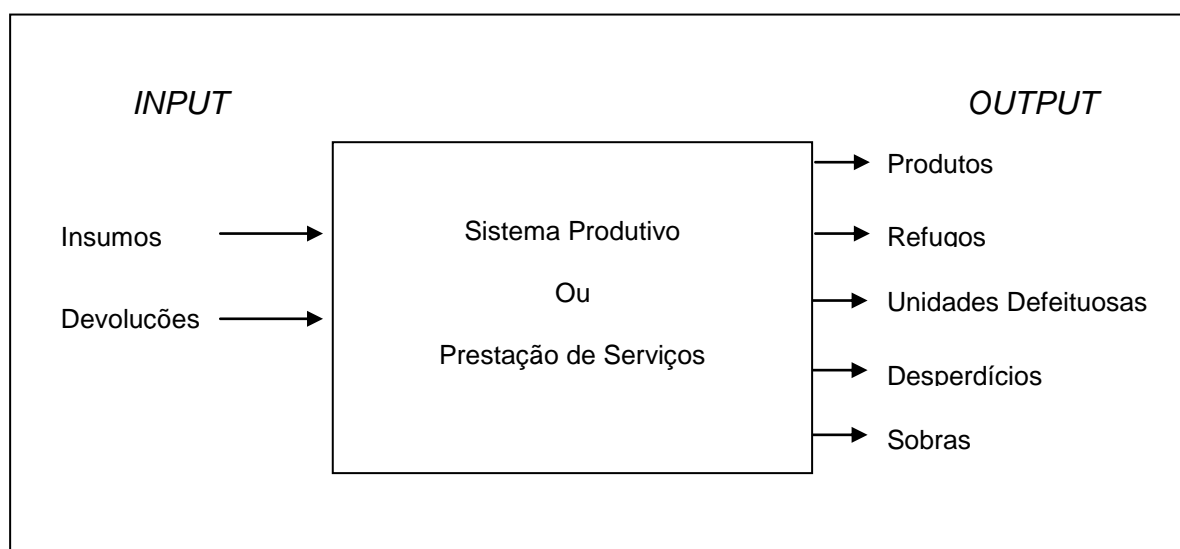 INPUT
OUTPUT
Insumos
Devoluções
Sistema Produtivo
Ou
Prestação de Serviços
Produtos
Refugos
Unidades Defeituosas
Desperdícios
Sobras